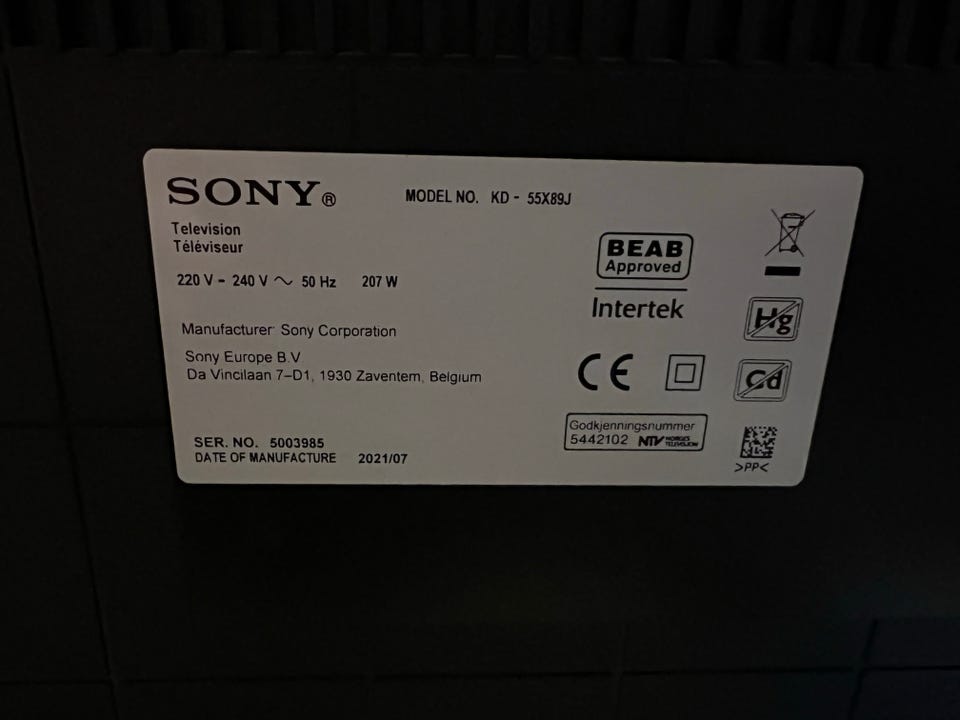 SONY®
MODEL NO. KD - 55X89J
Television
Téléviseur
220 V - 240 V ~ 50 Hz 207 W
Manufacturer: Sony Corporation
Sony Europe B.V.
Da Vincilaan 7-D1, 1930 Zaventem, Belgium
SER. NO. 5003985
DATE OF MANUFACTURE 2021/07
BEAB
Approved
Intertek
CE
Godkjenningsnummer
5442102 NTV NORGES
TELEVISJON
Hg
Cd
>PP<